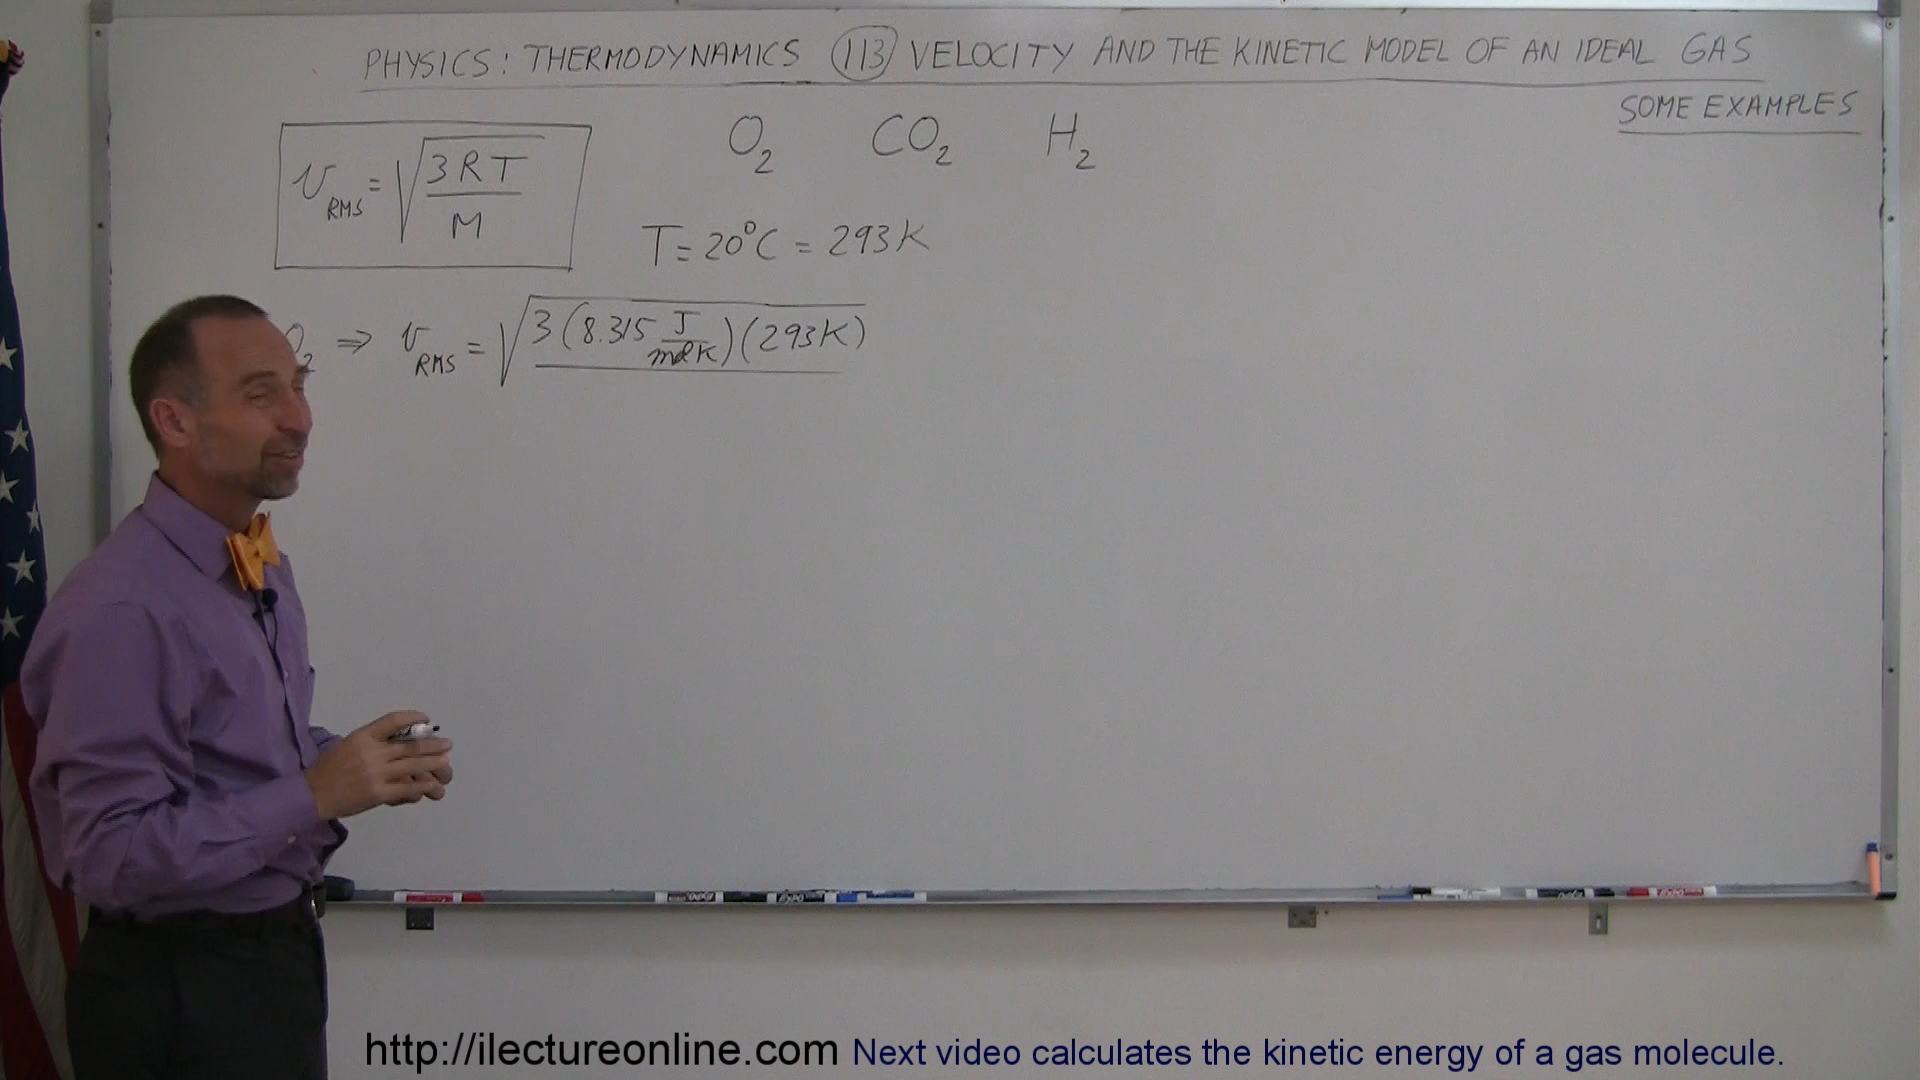 PHYSICS: THERMODYNAMICS (113) VELOCITY AND THE KINETIC MODEL OF AN IDEAL GAS
SOME EXAMPLES
O₂ CO₂ H₂
v_RMS = √(3RT/M)
T = 20°C = 293K
O₂ ⇒ v_RMS = √(3(8.315 J/mol K)(293K)
http://ilectureonline.com Next video calculates the kinetic energy of a gas molecule.